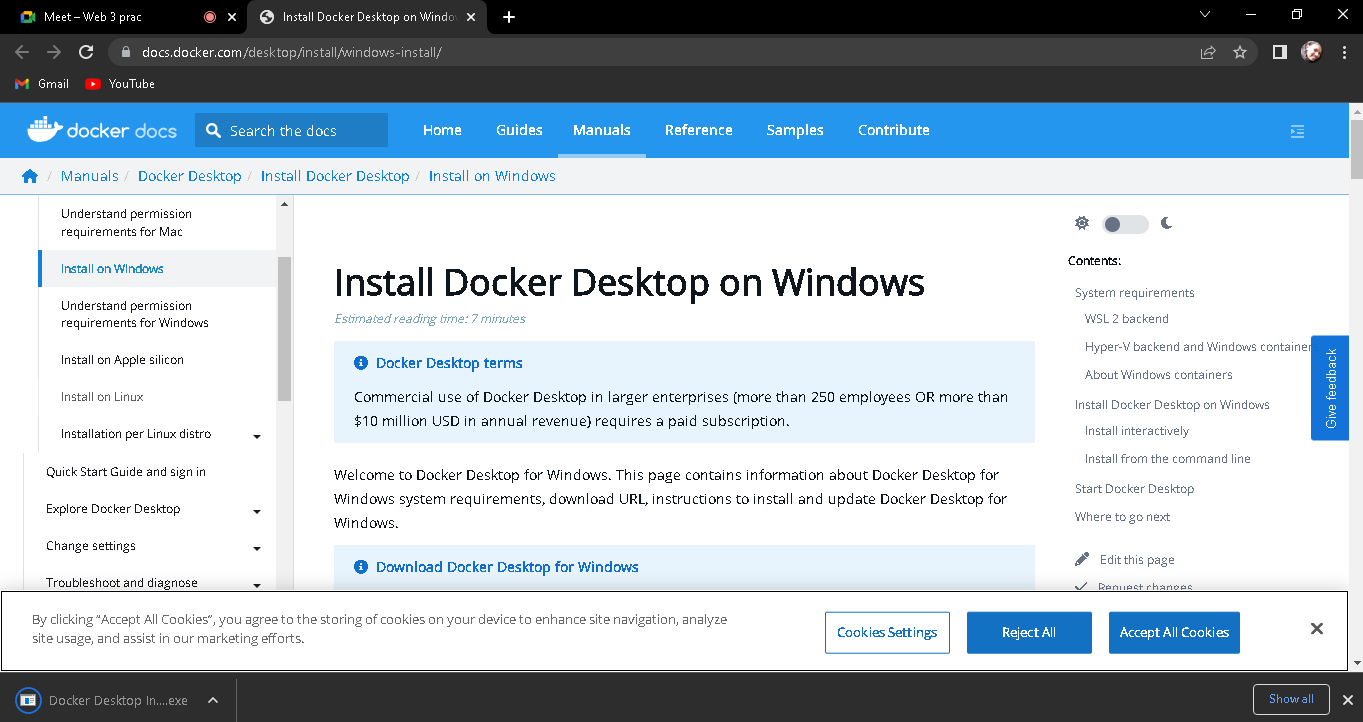 Meet – Web 3 prac
Install Docker Desktop on Windo
docs.docker.com/desktop/install/windows-install/
Gmail
YouTube
docker docs
Search the docs
Home
Guides
Manuals
Reference
Samples
Contribute
/ Manuals / Docker Desktop / Install Docker Desktop / Install on Windows
Understand permission
requirements for Mac
Install on Windows
Understand permission
requirements for Windows
Install on Apple silicon
Install on Linux
Installation per Linux distro
Quick Start Guide and sign in
Explore Docker Desktop
Change settings
Troubleshoot and diagnose
Install Docker Desktop on Windows
Estimated reading time: 7 minutes
Docker Desktop terms
Commercial use of Docker Desktop in larger enterprises (more than 250 employees OR more than
$10 million USD in annual revenue) requires a paid subscription.
Welcome to Docker Desktop for Windows. This page contains information about Docker Desktop for
Windows system requirements, download URL, instructions to install and update Docker Desktop for
Windows.
Download Docker Desktop for Windows
Contents:
System requirements
WSL 2 backend
Hyper-V backend and Windows container
About Windows containers
Install Docker Desktop on Windows
Install interactively
Install from the command line
Start Docker Desktop
Where to go next
Edit this page
Request changes
Give feedback
By clicking “Accept All Cookies”, you agree to the storing of cookies on your device to enhance site navigation, analyze
site usage, and assist in our marketing efforts.
Cookies Settings
Reject All
Accept All Cookies
Docker Desktop In....exe
Show all